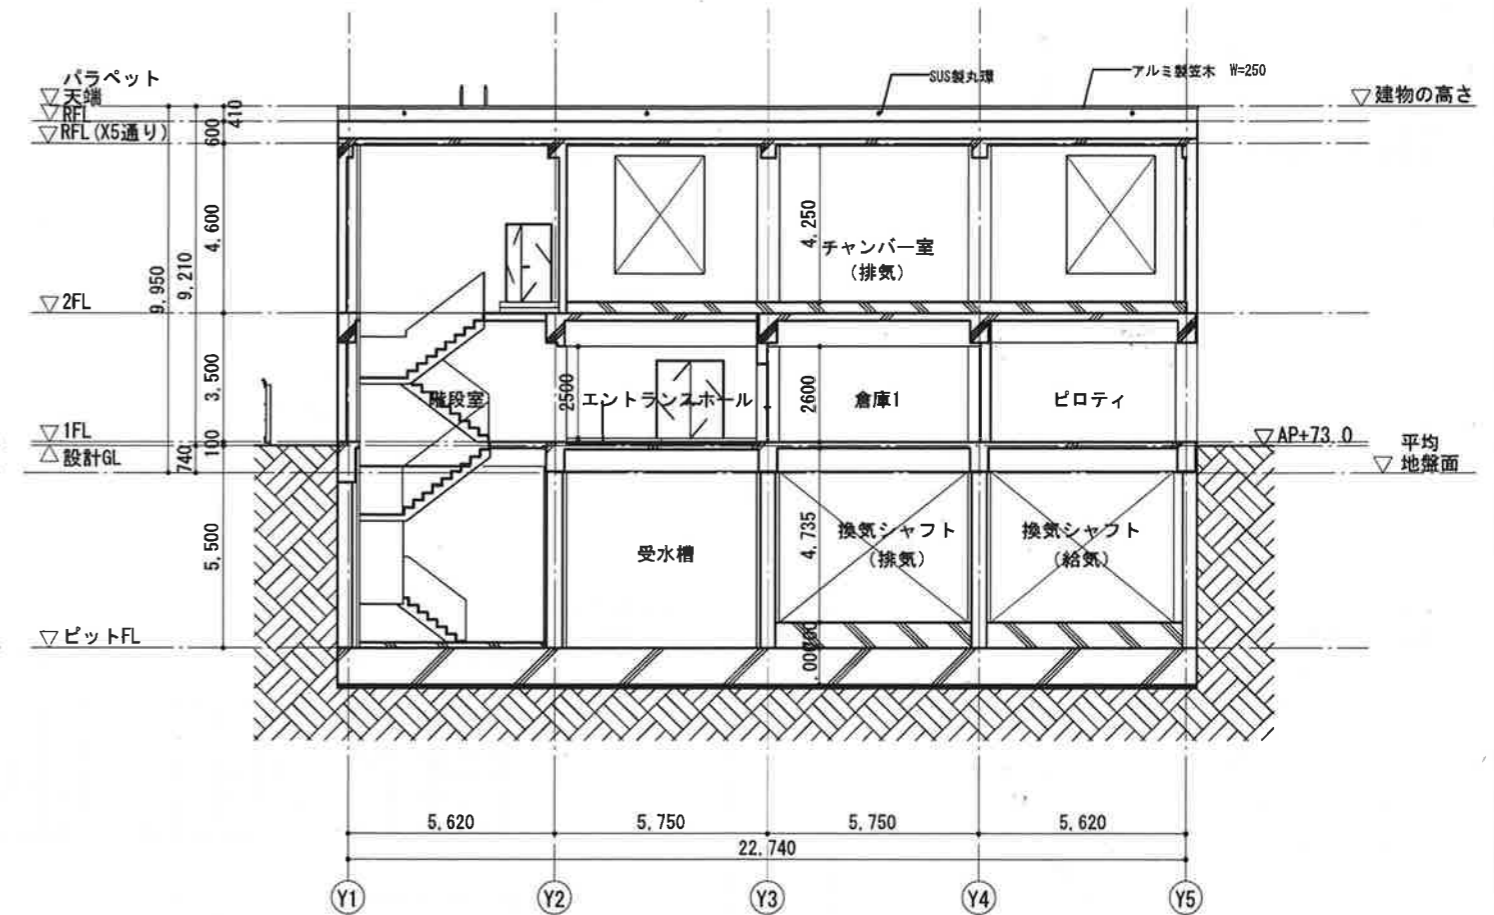 パラペット
天端
RFL
RFL(X5通り)
2FL
1FL
設計GL
ピットFL
9,950
9,210
740
410
600
4,600
3,500
100
5,500
SUS製丸環
アルミ製笠木 W=250
建物の高さ
4,250
チャンバー室
(排気)
階段室
2500
エントランスホール
2600
倉庫1
ピロティ
AP+73.0
平均
地盤面
受水槽
4,735
換気シャフト
(排気)
換気シャフト
(給気)
5,620
5,750
5,750
5,620
22,740
Y1
Y2
Y3
Y4
Y5